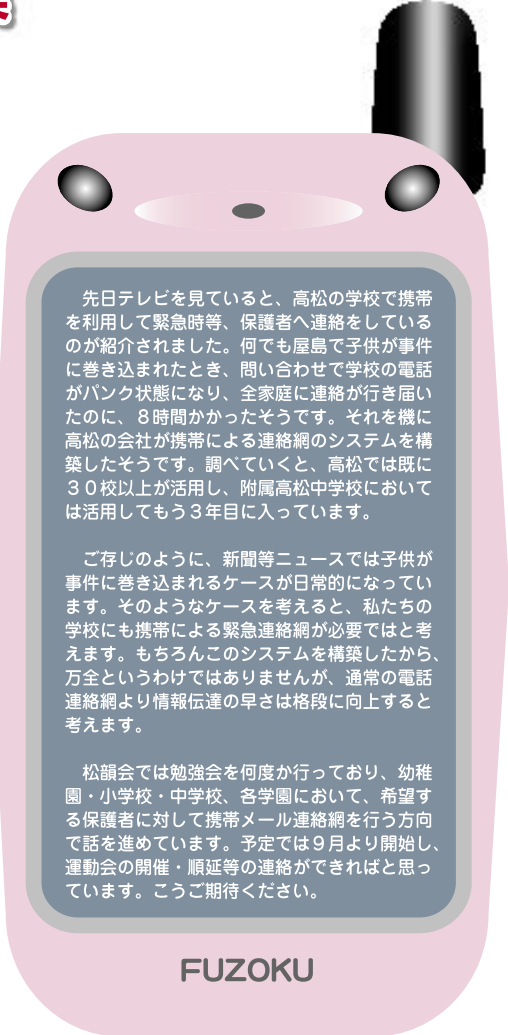 先日テレビを見ていると、高松の学校で携帯
を利用して緊急時等、保護者へ連絡をしている
のが紹介されました。何でも屋島で子供が事件
に巻き込まれたとき、問い合わせで学校の電話
がパンク状態になり、全家庭に連絡が行き届い
たのに、８時間かかったそうです。それを機に
高松の会社が携帯による連絡網のシステムを構
築したそうです。調べていくと、高松では既に
３０校以上が活用し、附属高松中学校において
は活用してもう３年目に入っています。
ご存じのように、新聞等ニュースでは子供が
事件に巻き込まれるケースが日常的になってい
ます。そのようなケースを考えると、私たちの
学校にも携帯による緊急連絡網が必要ではと考
えます。もちろんこのシステムを構築したから、
万全というわけではありませんが、通常の電話
連絡網より情報伝達の早さは格段に向上すると
考えます。
松韻会では勉強会を何度か行っており、幼稚
園・小学校・中学校、各学園において、希望す
る保護者に対して携帯メール連絡網を行う方向
で話を進めています。予定では９月より開始し、
運動会の開催・順延等の連絡ができればと思っ
ています。こうご期待ください。
FUZOKU